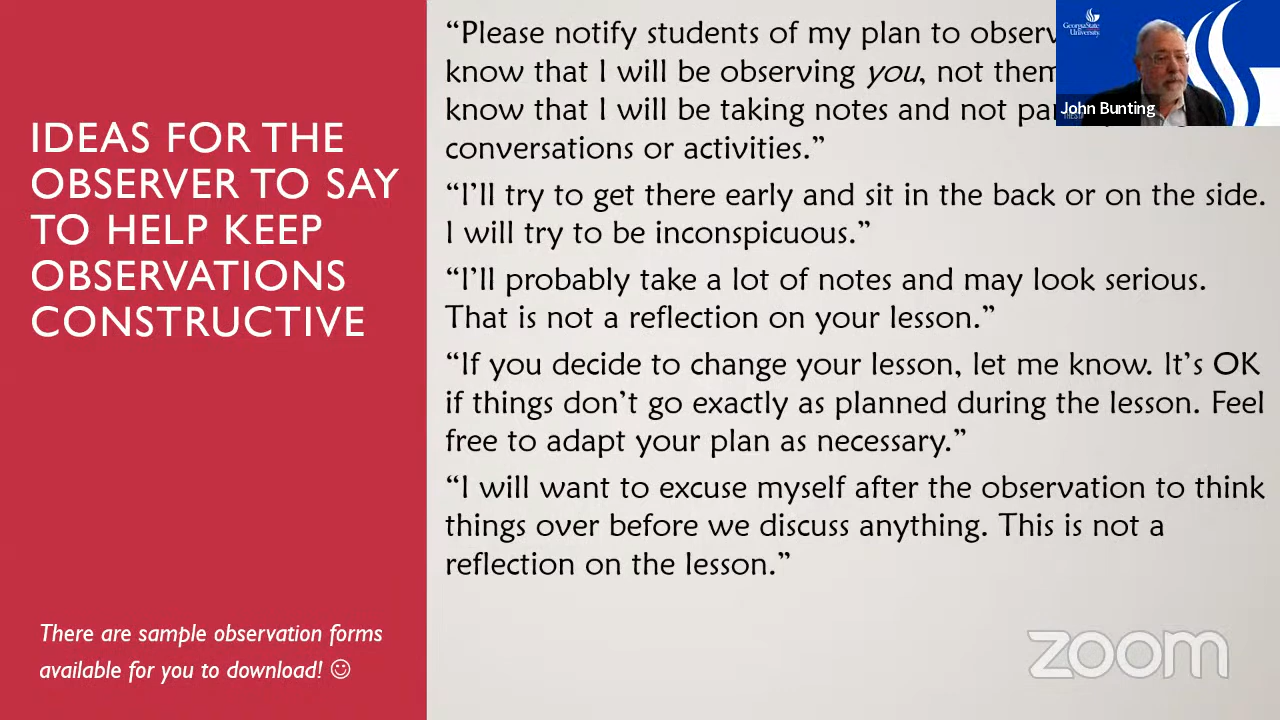 IDEAS FOR THE
OBSERVER TO SAY
TO HELP KEEP
OBSERVATIONS
CONSTRUCTIVE
There are sample observation forms
available for you to download! ☺
“Please notify students of my plan to
know that I will be observing you, not
know that I will be taking notes and not
conversations or activities.”
“I’ll try to get there early and sit in the back or on the side.
I will try to be inconspicuous.”
“I’ll probably take a lot of notes and may look serious.
That is not a reflection on your lesson.”
“If you decide to change your lesson, let me know. It’s OK
if things don’t go exactly as planned during the lesson. Feel
free to adapt your plan as necessary.”
“I will want to excuse myself after the observation to think
things over before we discuss anything. This is not a
reflection on the lesson.”
GeorgiaState
University
John Bunting
zoom